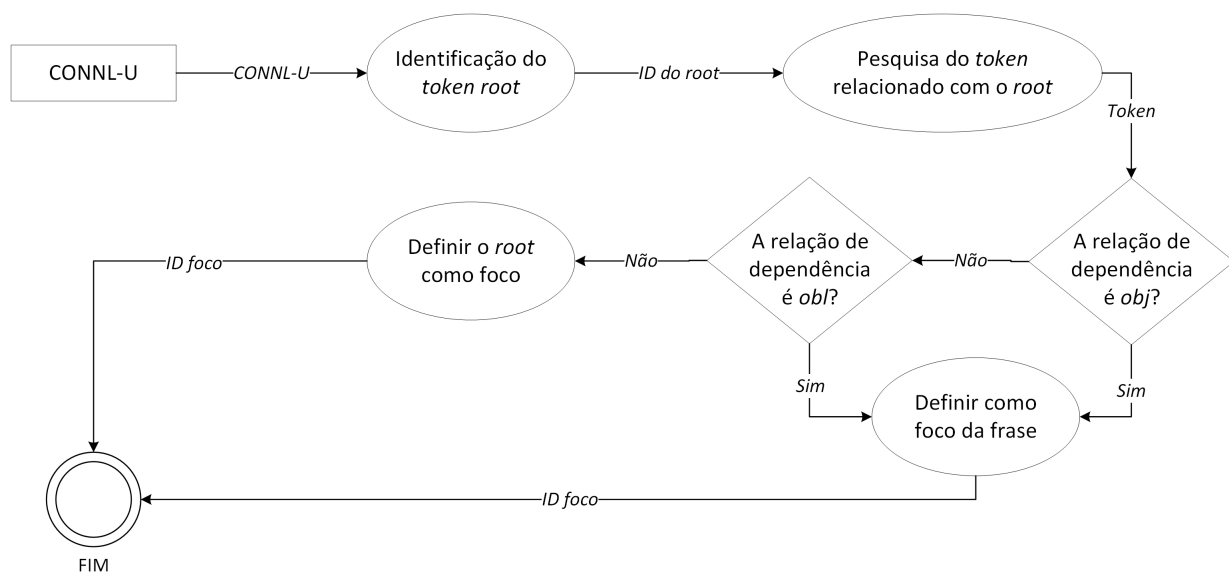 CONNL-U
CONNL-U
Identificação do
token root
ID do root
Pesquisa do token
relacionado com o root
Token
A relação de
dependência
é obj?
Não
A relação de
dependência
é obl?
Não
Definir o root
como foco
ID foco
Sim
Sim
Definir como
foco da frase
ID foco
FIM